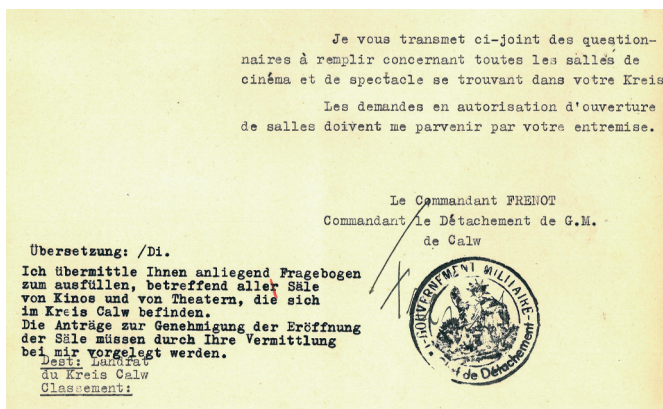 Je vous transmet ci-joint des question-
naires à remplir concernant toutes les salles de
cinéma et de spectacle se trouvant dans votre Kreis
Les demandes en autorisation d'ouverture
de salles doivent me parvenir par votre entremise.
Le Commandant FRENOT
Commandant le Détachement de G.M.
de Calw
Übersetzung: /Di.
Ich übermittle Ihnen anliegend Fragebogen
zum ausfüllen, betreffend aller Säle
von Kinos und von Theatern, die sich
im Kreis Calw befinden.
Die Anträge zur Genehmigung der Eröffnung
der Säle müssen durch Ihre Vermittlung
bei mir vorgelegt werden.
Dest: Landrat
du Kreis Calw
Classement:
GOUVERNEMENT MILITAIRE
de Détachement